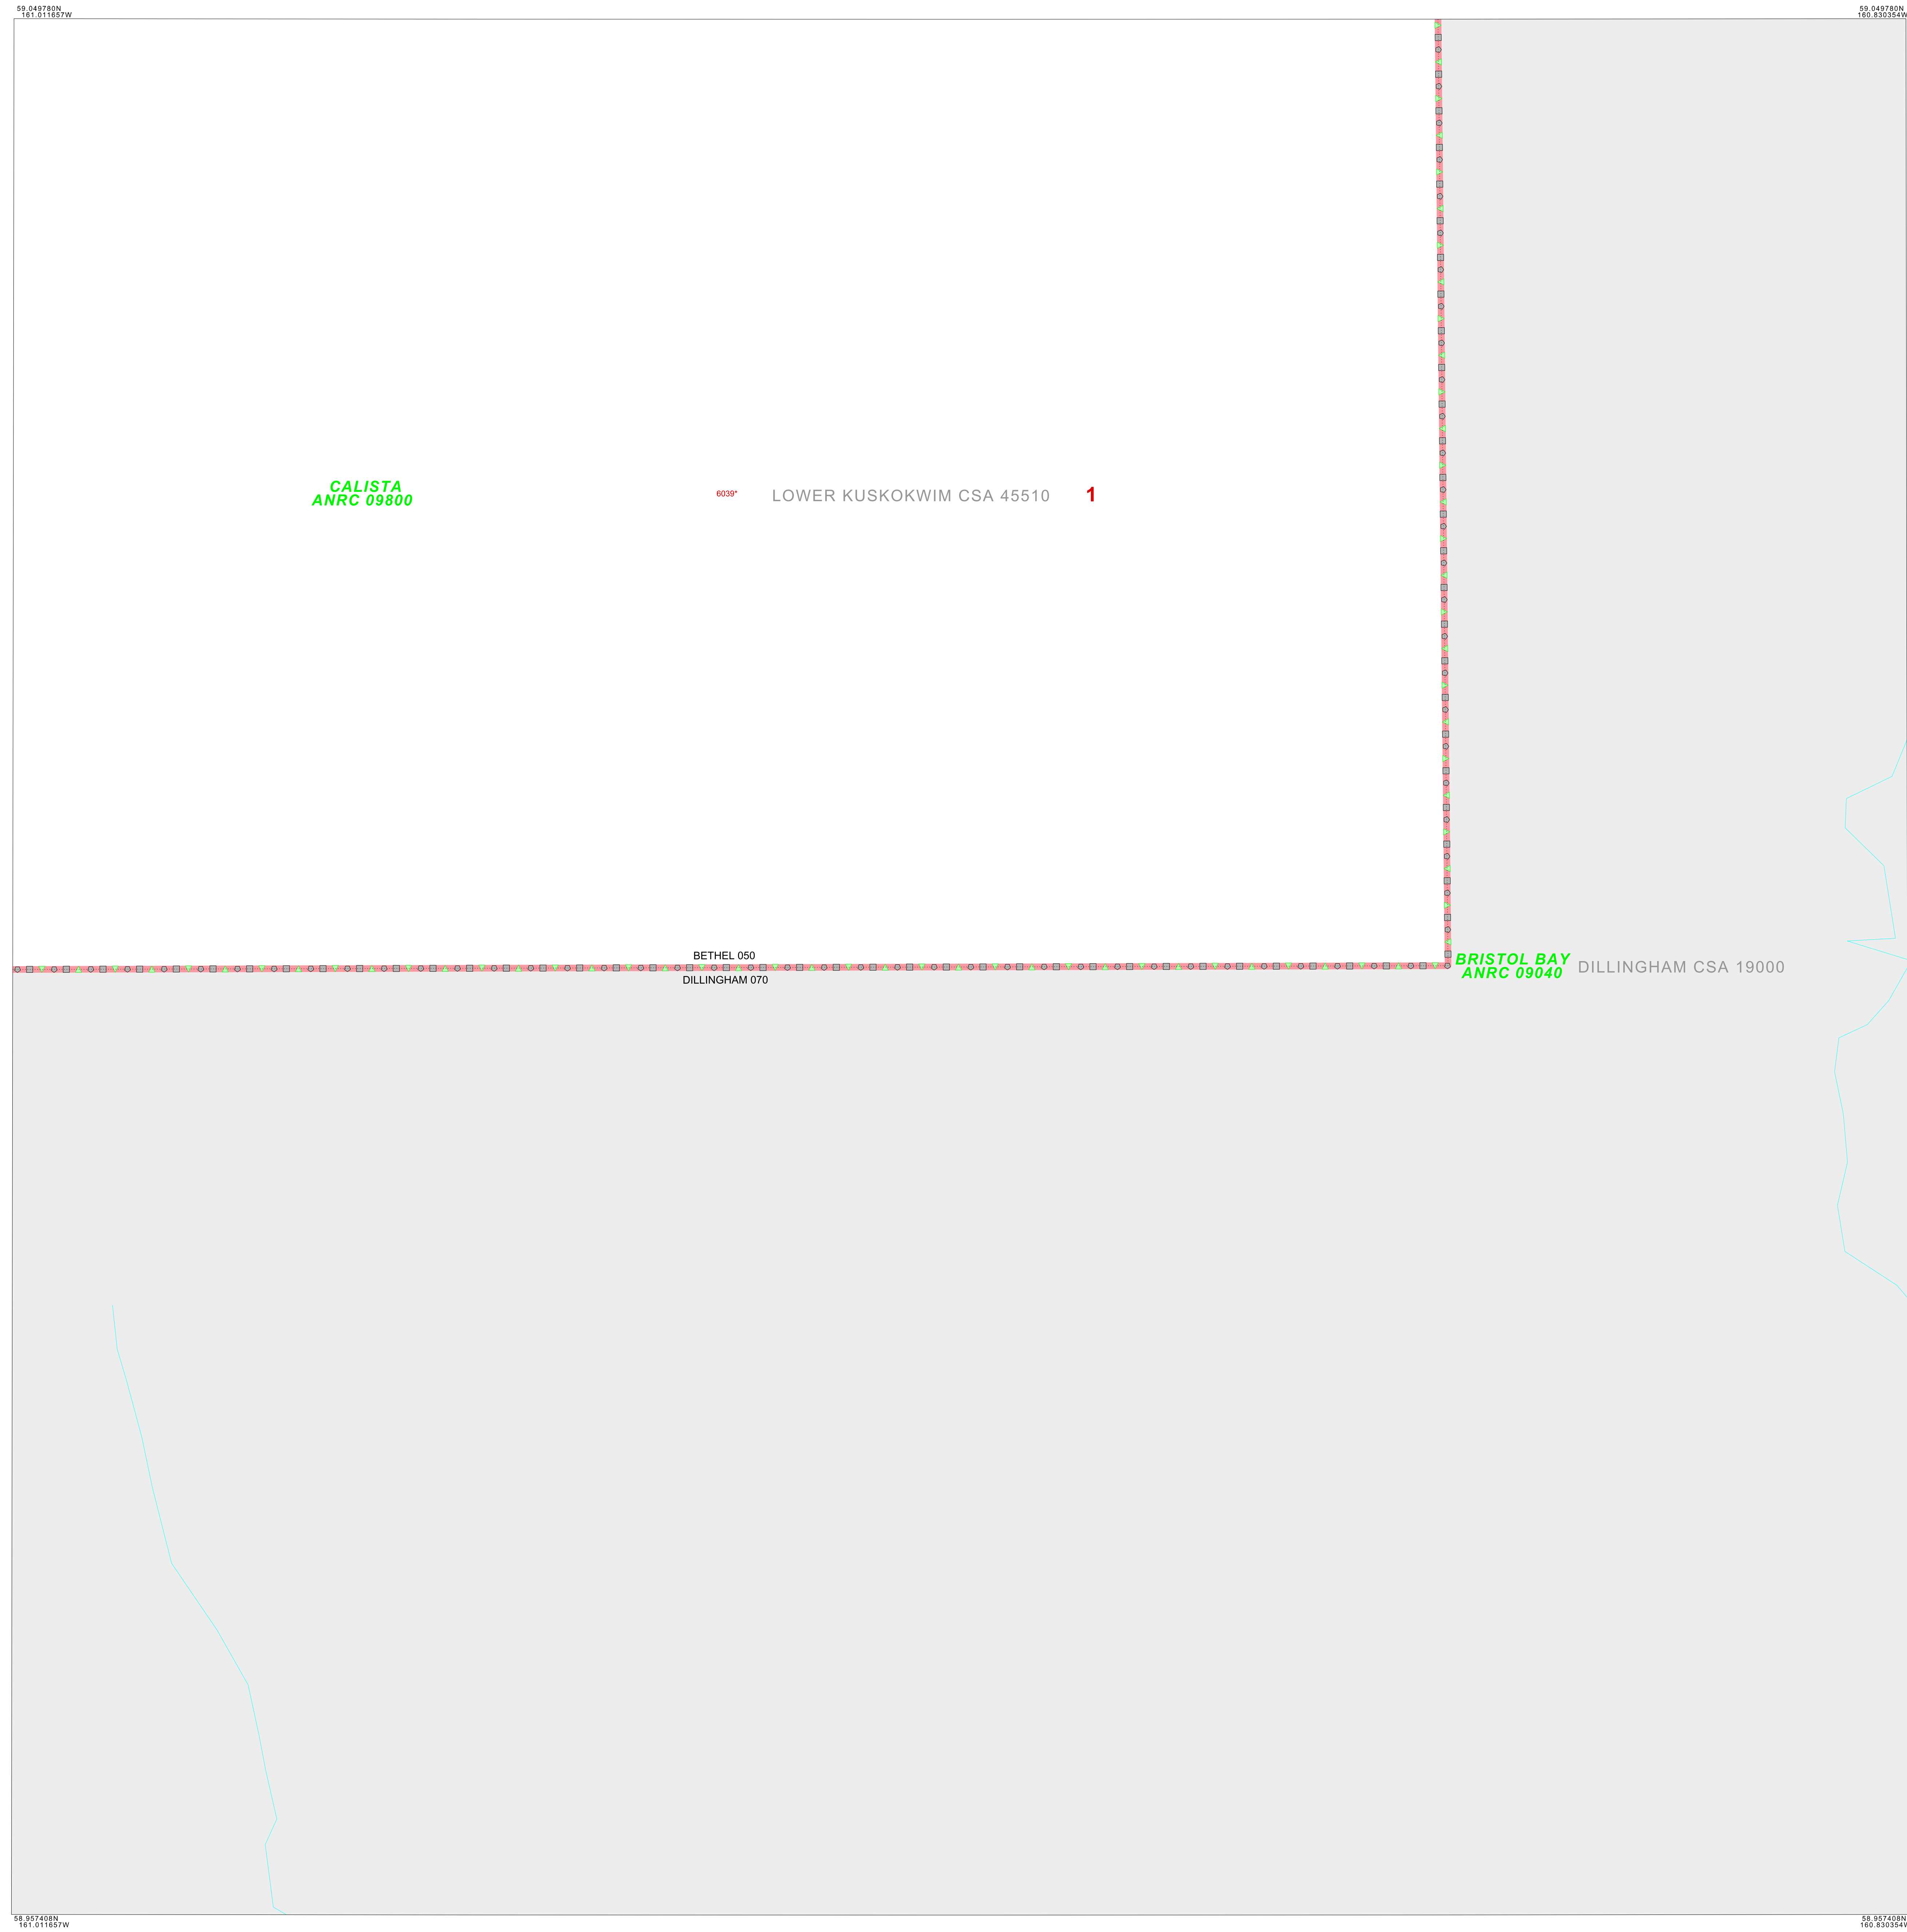 59.049780N
161.011657W
59.049780N
160.830354W
CALISTA
ANRC 09800
6039*
LOWER KUSKOKWIM CSA 45510
1
BETHEL 050
DILLINGHAM 070
BRISTOL BAY
ANRC 09040
DILLINGHAM CSA 19000
58.957408N
161.011657W
58.957408N
160.830354W